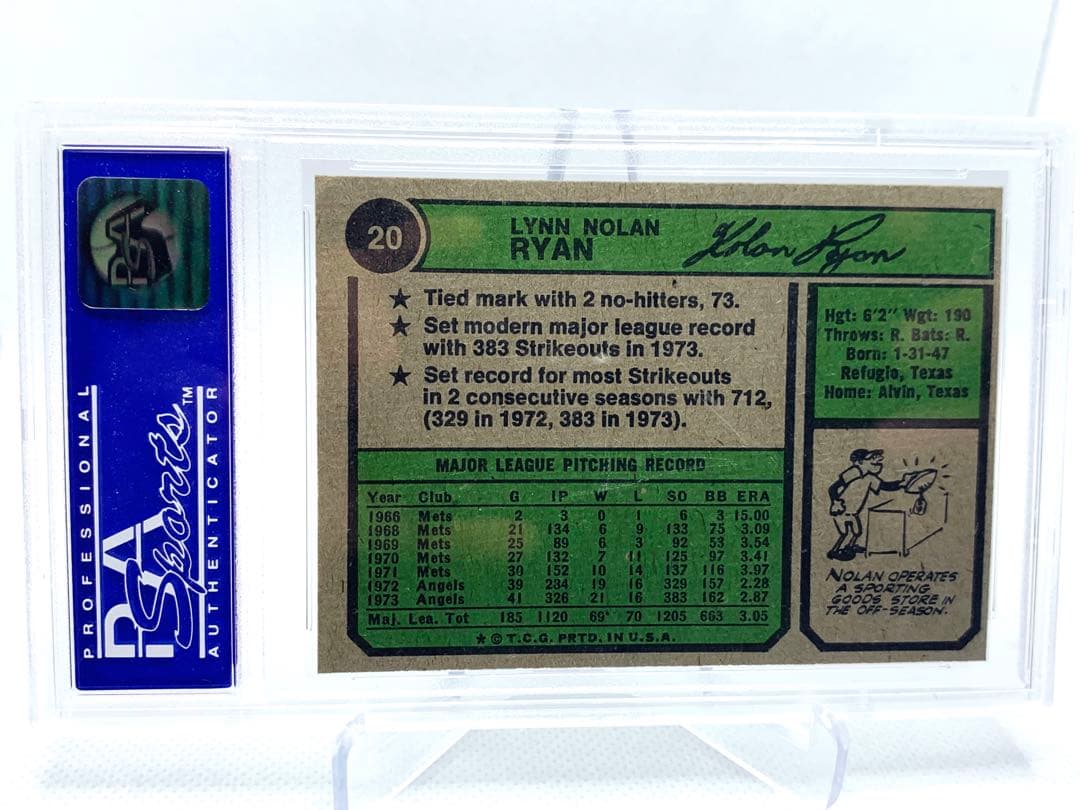 PSA
PROFESSIONAL
PSA
Sports™
AUTHENTICATOR
20
LYNN NOLAN
RYAN
Nolan Ryan
★ Tied mark with 2 no-hitters, 73.
★ Set modern major league record
with 383 Strikeouts in 1973.
★ Set record for most Strikeouts
in 2 consecutive seasons with 712,
(329 in 1972, 383 in 1973).
Hgt: 6'2" Wgt: 190
Throws: R. Bats: R.
Born: 1-31-47
Refugio, Texas
Home: Alvin, Texas
MAJOR LEAGUE PITCHING RECORD
Year Club G IP W L SO BB ERA
1966 Mets 2 3 0 1 6 3 15.00
1968 Mets 21 134 6 9 133 75 3.09
1969 Mets 25 89 6 3 92 53 3.54
1970 Mets 27 132 7 11 125 97 3.41
1971 Mets 30 152 10 14 137 116 3.97
1972 Angels 39 234 19 16 329 157 2.28
1973 Angels 41 326 21 16 383 162 2.87
Maj. Lea. Tot 185 1120 69 70 1205 663 3.05
★ © T.C.G. PRTD. IN U.S.A.
NOLAN OPERATES
A SPORTING
GOODS STORE IN
THE OFF-SEASON.